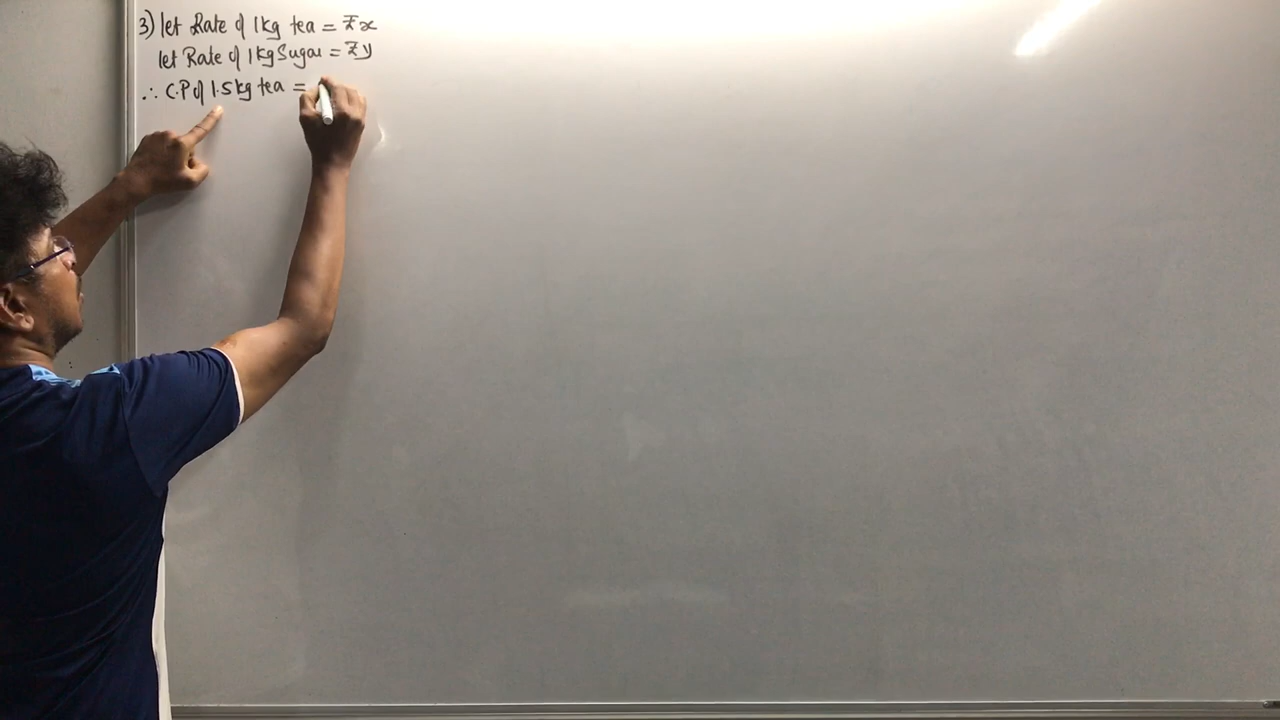 3) let Rate of 1kg tea = ₹x
let Rate of 1kg Sugar = ₹y
∴ C.P of 1.5kg tea =